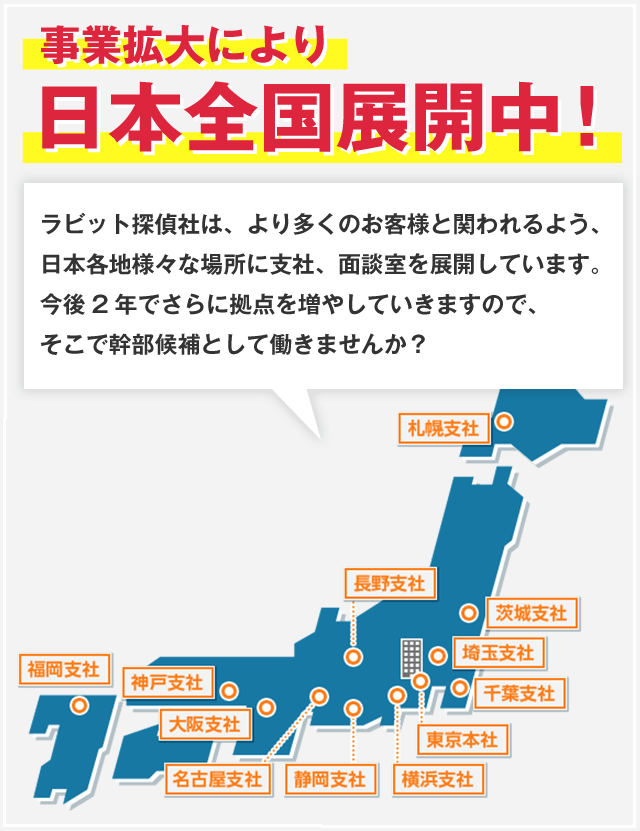 事業拡大により
日本全国展開中！
ラビット探偵社は、より多くのお客様と関われるよう、
日本各地様々な場所に支社、面談室を展開しています。
今後２年でさらに拠点を増やしていきますので、
そこで幹部候補として働きませんか？
札幌支社
長野支社
茨城支社
埼玉支社
福岡支社
神戸支社
千葉支社
大阪支社
東京本社
名古屋支社
静岡支社
横浜支社